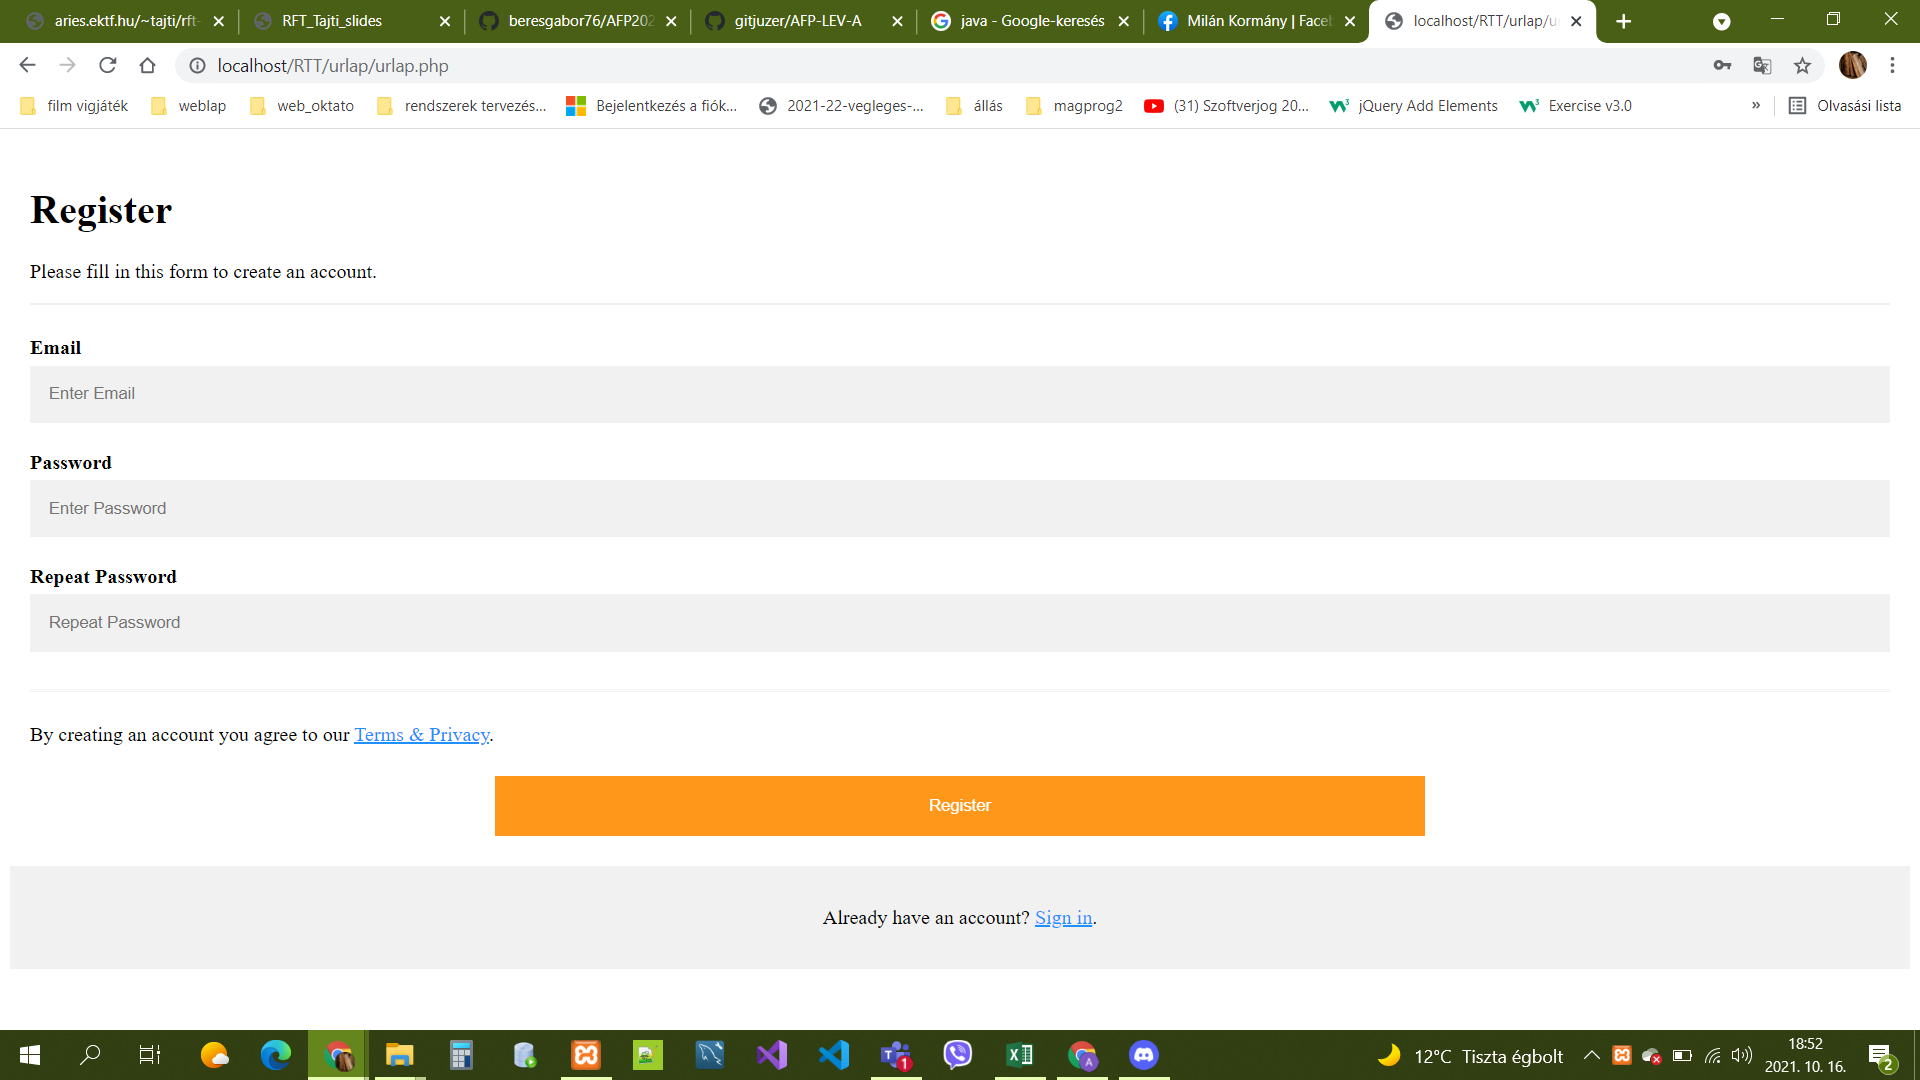 aries.ektf.hu/~tajti/rft-
RFT_Tajti_slides
beresgabor76/AFP202
gitjuzer/AFP-LEV-A
java - Google-keresés
Milán Kormány | Faceb
localhost/RTT/urlap/u
localhost/RTT/urlap/urlap.php
film vigjáték
weblap
web_oktato
rendszerek tervezés...
Bejelentkezés a fiók...
2021-22-vegleges-...
állás
magprog2
(31) Szoftverjog 20...
jQuery Add Elements
Exercise v3.0
»
Olvasási lista
Register
Please fill in this form to create an account.
Email
Enter Email
Password
Enter Password
Repeat Password
Repeat Password
By creating an account you agree to our Terms & Privacy.
Register
Already have an account? Sign in.
1
A
12°C Tiszta égbolt
18:52
2021. 10. 16.
2